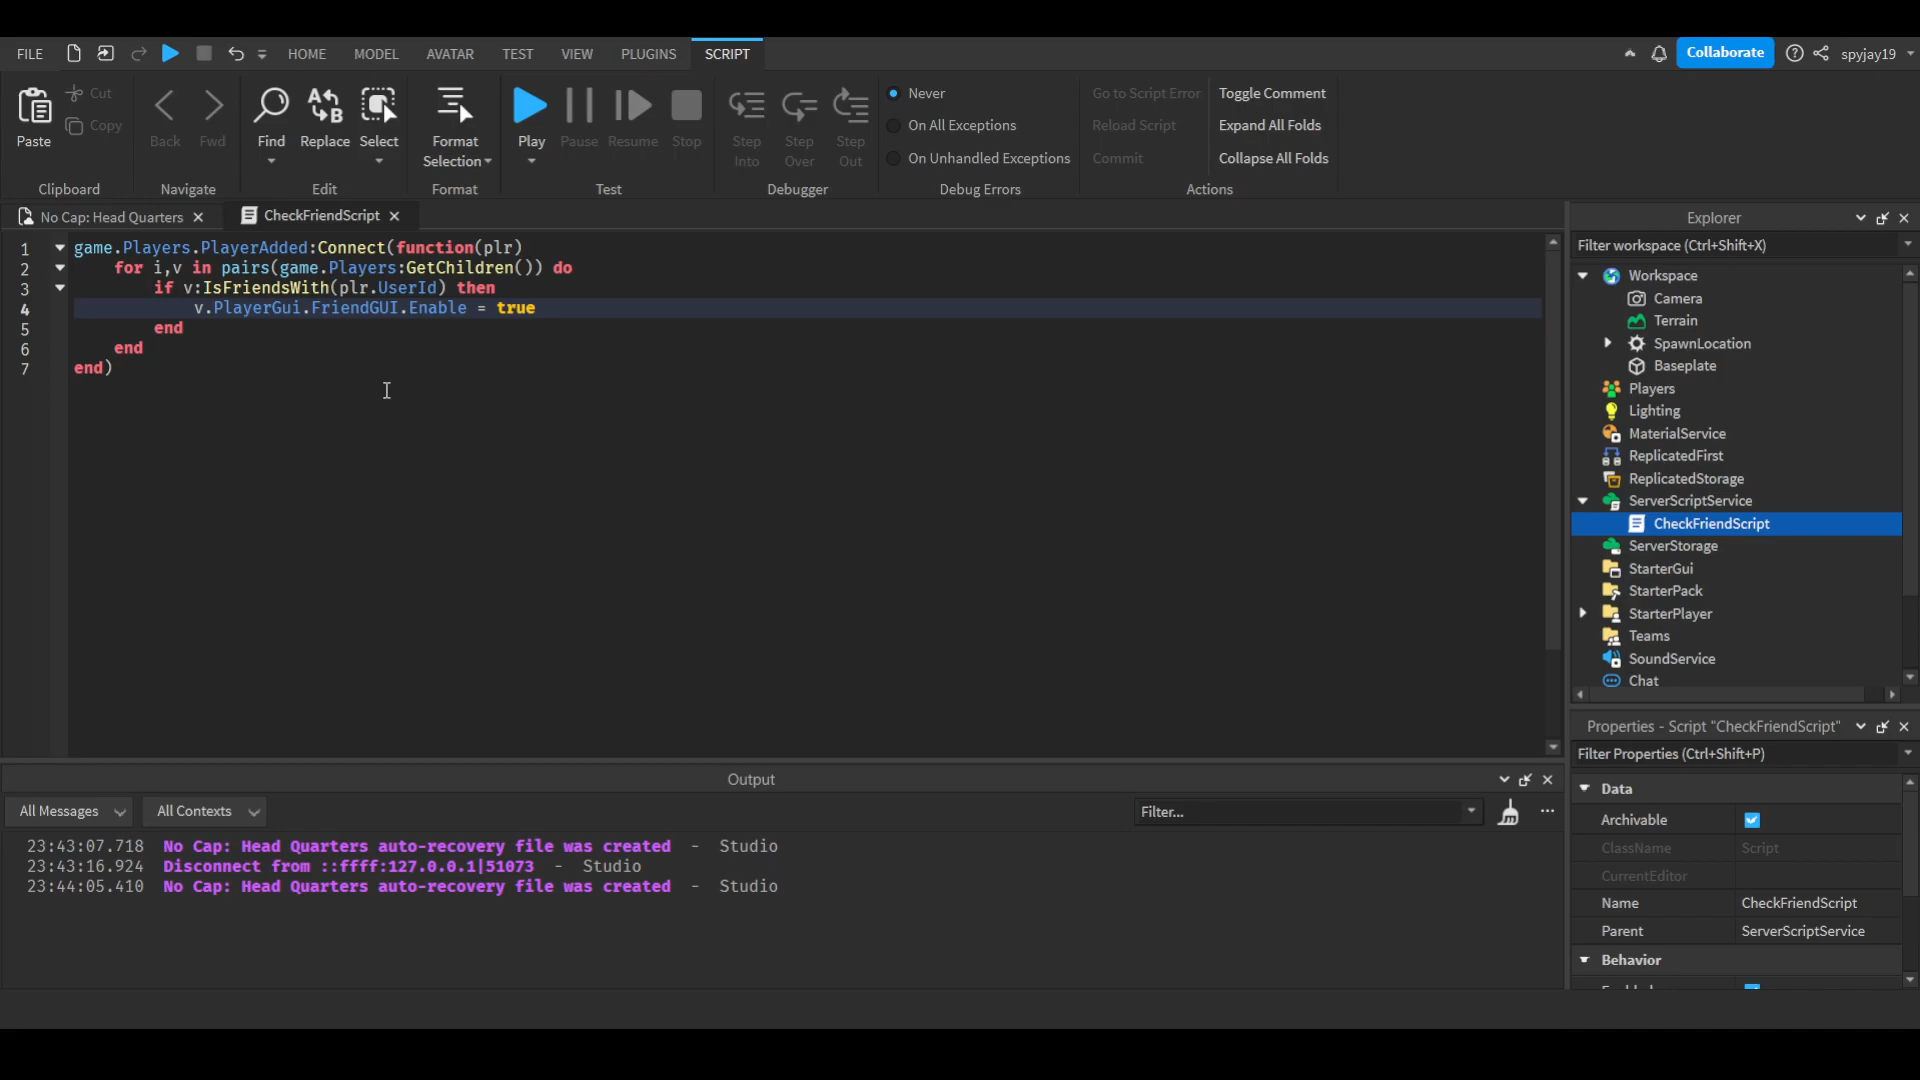 FILE HOME MODEL AVATAR TEST VIEW PLUGINS SCRIPT Collaborate spyjay19
Paste Cut Copy
Back Fwd
Find Replace Select
Format Selection
Play Pause Resume Stop
Step Into Step Over Step Out
Never
On All Exceptions
On Unhandled Exceptions
Go to Script Error
Reload Script
Commit
Toggle Comment
Expand All Folds
Collapse All Folds
Clipboard Navigate Edit Format Test Debugger Debug Errors Actions
No Cap: Head Quarters CheckFriendScript
1 game.Players.PlayerAdded:Connect(function(plr)
2 for i,v in pairs(game.Players:GetChildren()) do
3 if v:IsFriendsWith(plr.UserId) then
4 v.PlayerGui.FriendGUI.Enable = true
5 end
6 end
7 end)
Explorer
Filter workspace (Ctrl+Shift+X)
Workspace
Camera
Terrain
SpawnLocation
Baseplate
Players
Lighting
MaterialService
ReplicatedFirst
ReplicatedStorage
ServerScriptService
CheckFriendScript
ServerStorage
StarterGui
StarterPack
StarterPlayer
Teams
SoundService
Chat
Properties - Script "CheckFriendScript"
Filter Properties (Ctrl+Shift+P)
Data
Archivable
ClassName Script
CurrentEditor
Name CheckFriendScript
Parent ServerScriptService
Behavior
Output
All Messages All Contexts Filter...
23:43:07.718 No Cap: Head Quarters auto-recovery file was created - Studio
23:43:16.924 Disconnect from ::ffff:127.0.0.1|51073 - Studio
23:44:05.410 No Cap: Head Quarters auto-recovery file was created - Studio